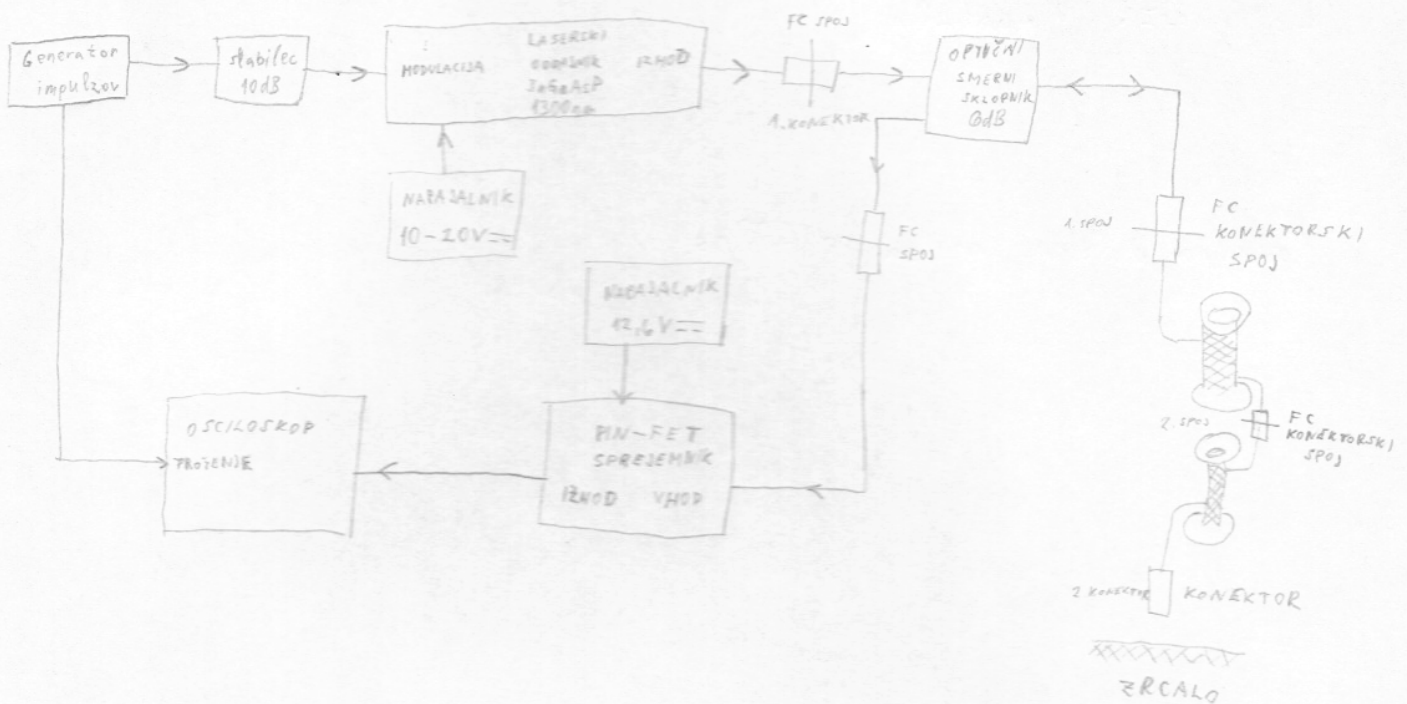 Generator
impulzov
slabilec
10dB
MODULACIJA
LASERSKI
ODDAJNIK
InGaAsP
1300nm
IZHOD
NAPAJALNIK
10-20V
FC SPOJ
1. KONEKTOR
OPTIČNI
SMERNI
SKLOPNIK
FC
SPOJ
1. SPOJ
FC
KONEKTORSKI
SPOJ
NAPAJALNIK
12,6V
OSCILOSKOP
PROŽENJE
PIN-FET
SPREJEMNIK
IZHOD VHOD
2. SPOJ
FC
KONEKTORSKI
SPOJ
2 KONEKTOR
KONEKTOR
ZRCALO